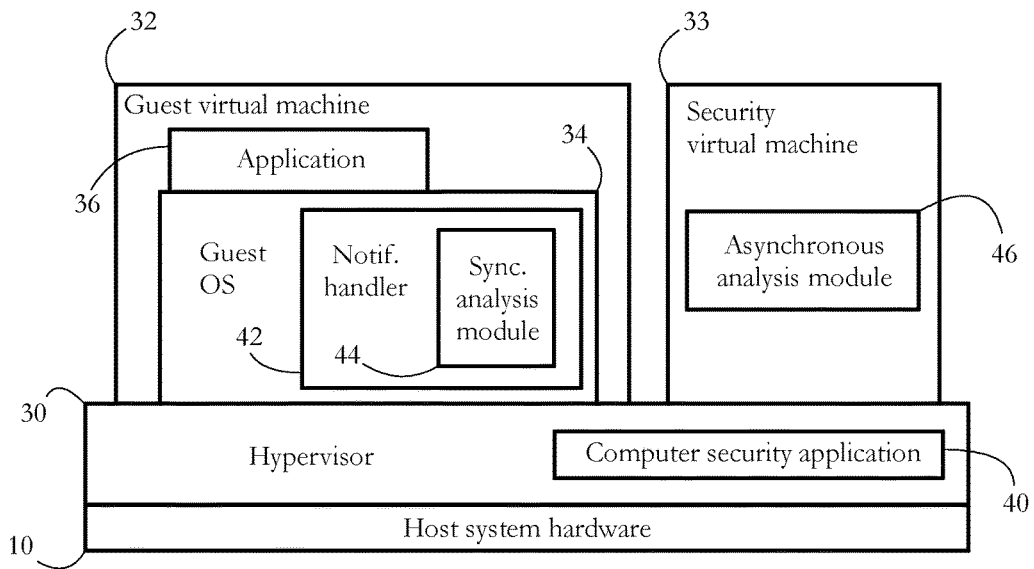 32
33
Guest virtual machine
Security
virtual machine
34
Application
36
Guest
OS
Notif.
handler
Sync.
analysis
module
Asynchronous
analysis module
46
42
44
30
Hypervisor
Computer security application
40
Host system hardware
10